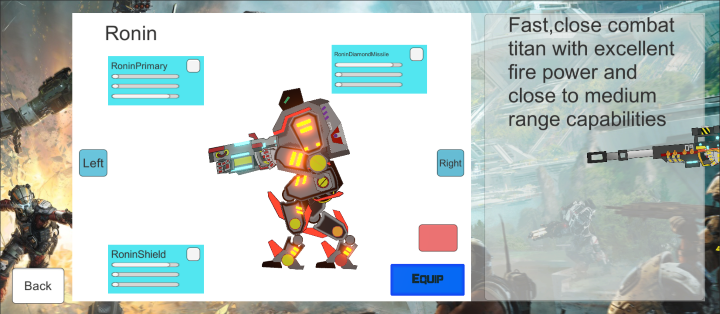 Ronin
RoninPrimary
RoninDiamondMissile
Left
Right
RoninShield
Equip
Back
Fast,close combat
titan with excellent
fire power and
close to medium
range capabilities